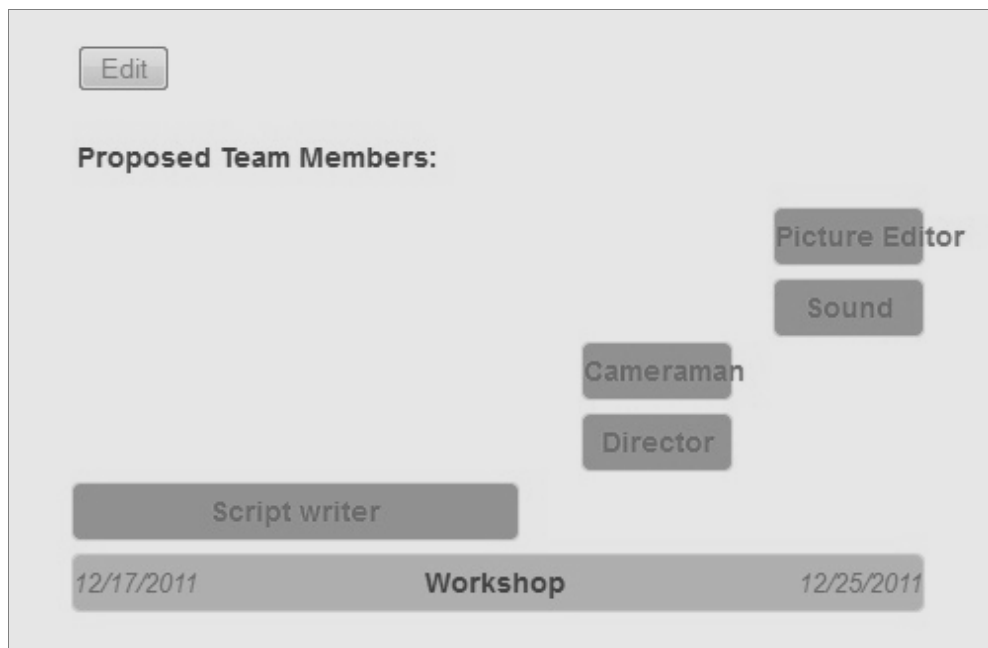 Edit
Proposed Team Members:
Picture Editor
Sound
Cameraman
Director
Script writer
12/17/2011 Workshop 12/25/2011